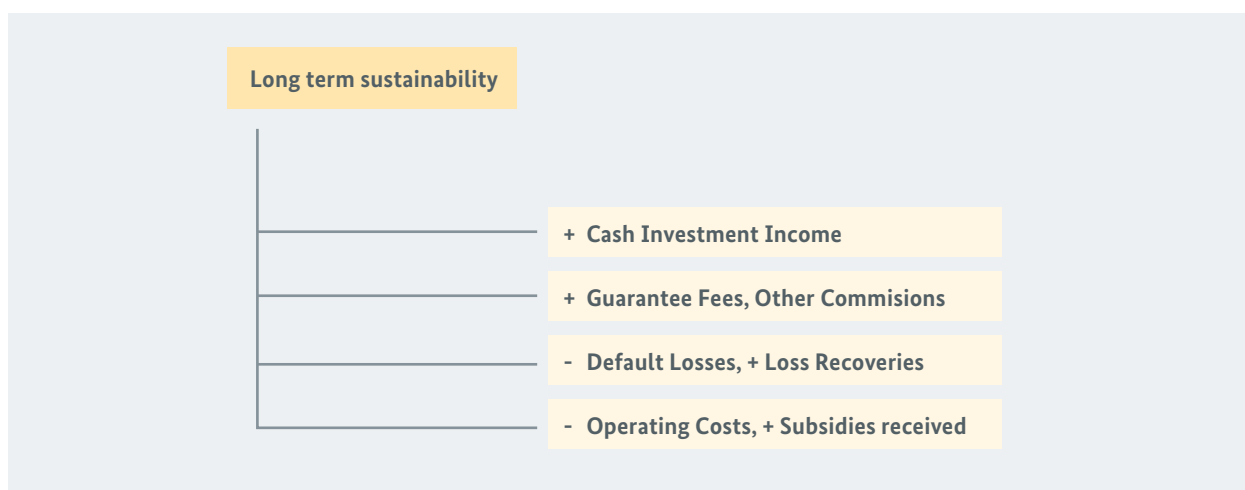 Long term sustainability
+ Cash Investment Income
+ Guarantee Fees, Other Commisions
- Default Losses, + Loss Recoveries
- Operating Costs, + Subsidies received